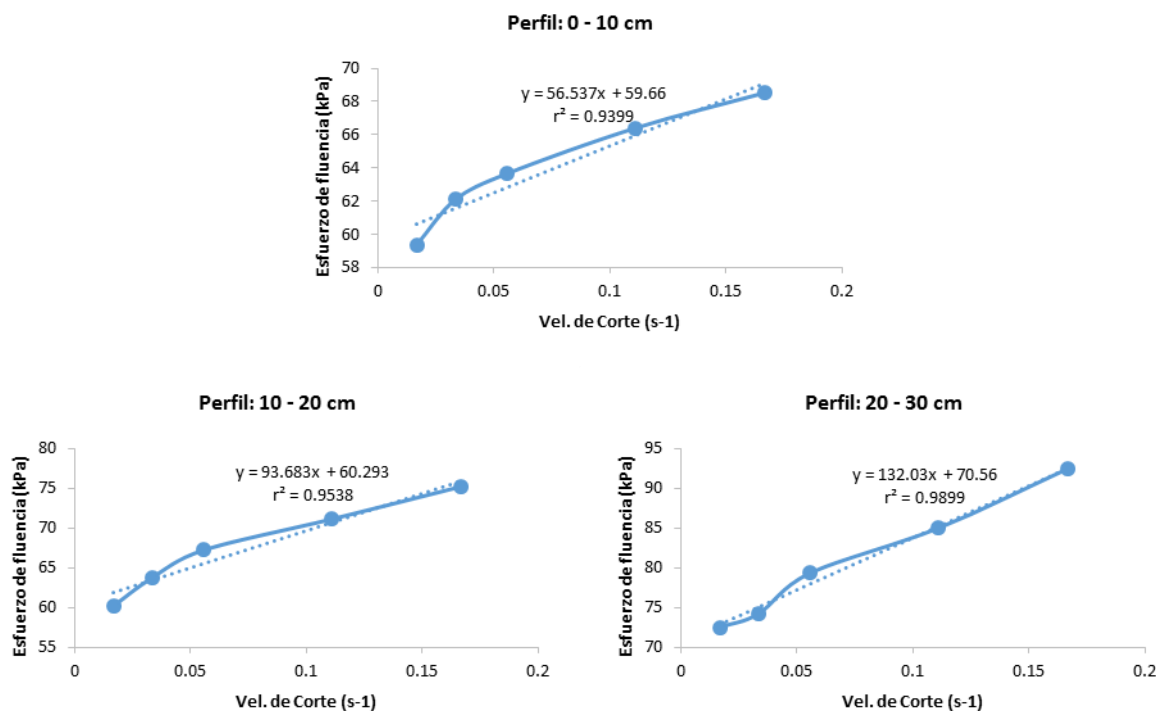 Perfil: 0 - 10 cm
Esfuerzo de fluencia (kPa)
70
68
66
64
62
60
58
y = 56.537x + 59.66
r² = 0.9399
0
0.05
0.1
0.15
0.2
Vel. de Corte (s-1)
Perfil: 10 - 20 cm
Esfuerzo de fluencia (kPa)
80
75
70
65
60
55
y = 93.683x + 60.293
r² = 0.9538
0
0.05
0.1
0.15
0.2
Vel. de Corte (s-1)
Perfil: 20 - 30 cm
Esfuerzo de fluencia (kPa)
95
90
85
80
75
70
y = 132.03x + 70.56
r² = 0.9899
0
0.05
0.1
0.15
0.2
Vel. de Corte (s-1)